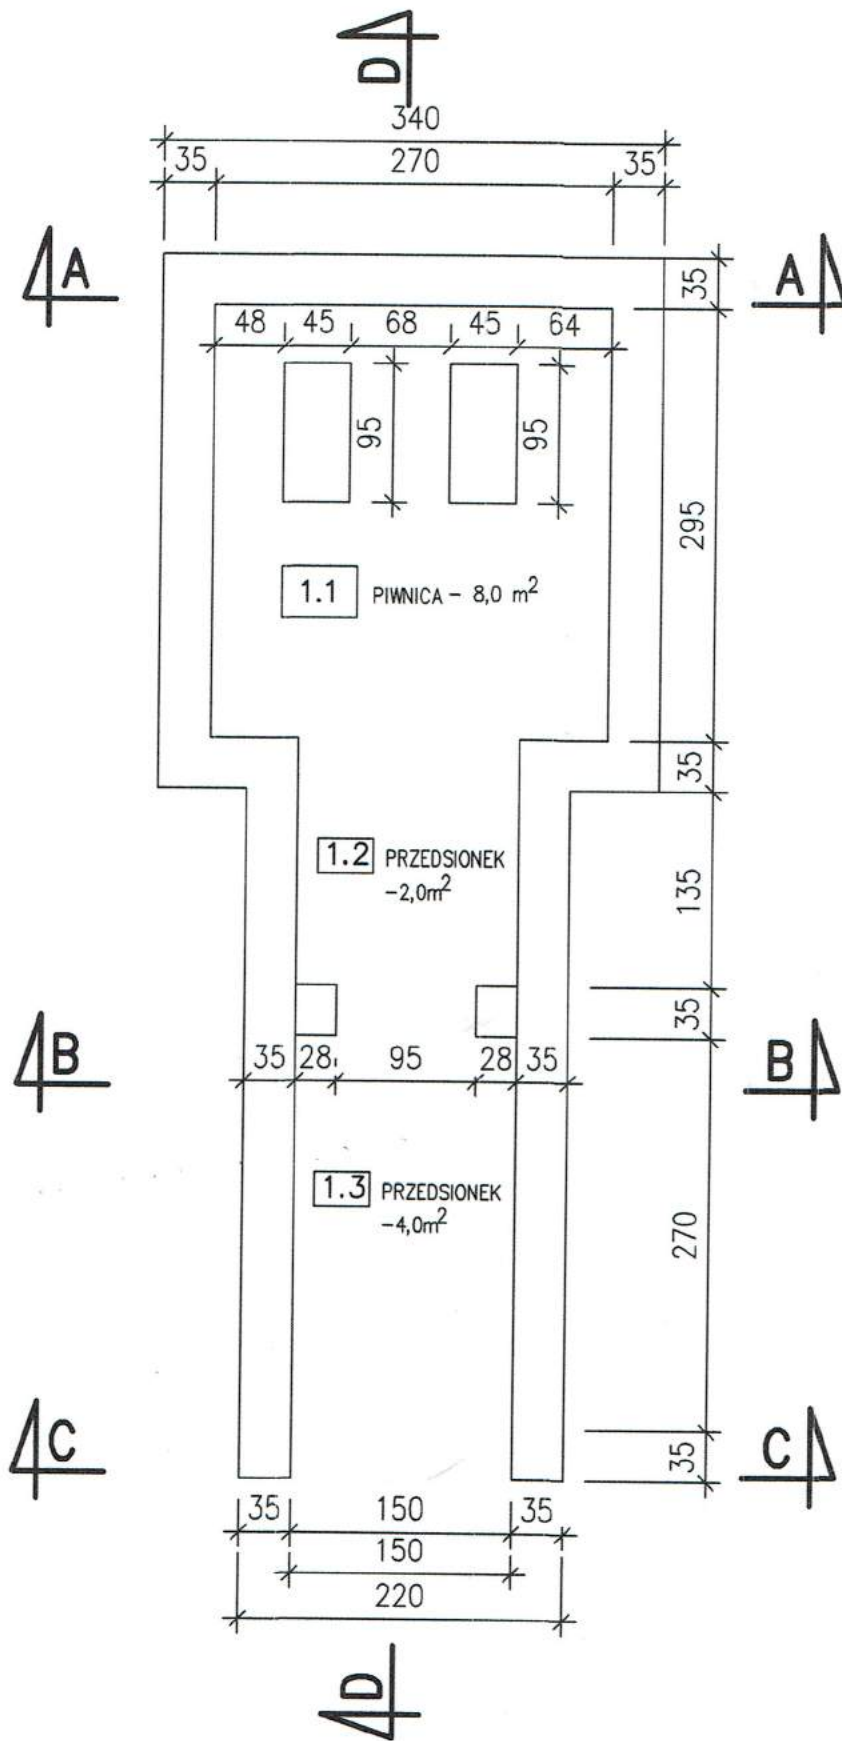 D
340
35 270 35
A A
35
48 45 68 45 64
95 95
295
1.1 PIWNICA - 8,0 m²
35
1.2 PRZEDSIONEK
-2,0m²
135
35
B B
35 28 95 28 35
1.3 PRZEDSIONEK
-4,0m²
270
C C
35
35 150 35
150
220
D